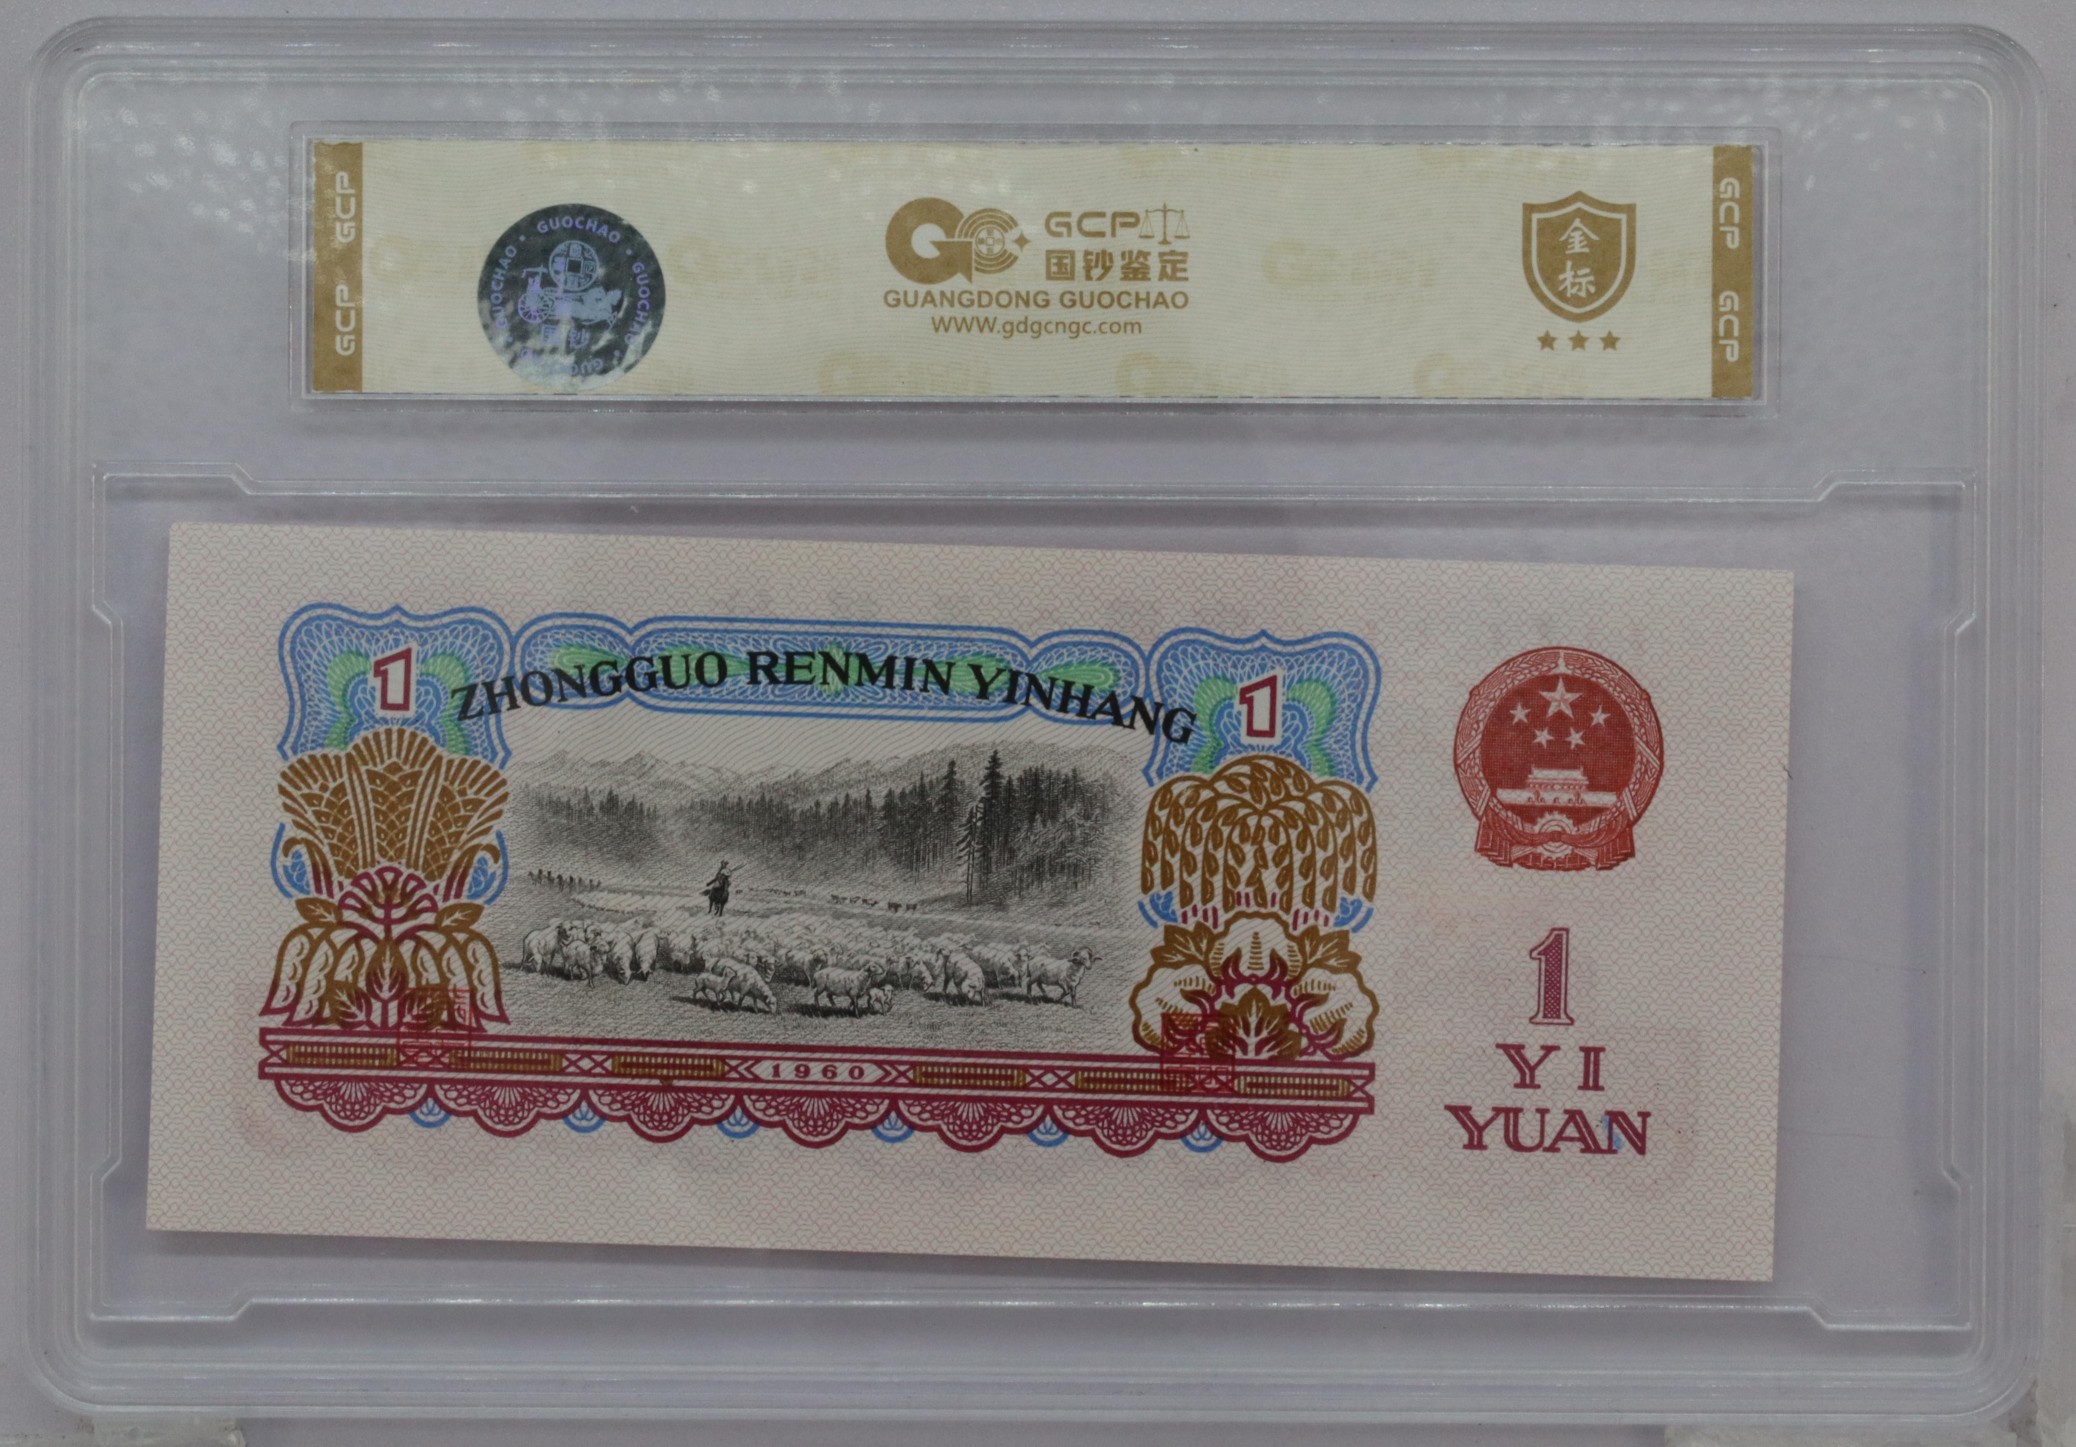 GCP GCP
GUOCHAO · GUOCHAO · GUOCHAO
GCP
国钞鉴定
GUANGDONG GUOCHAO
WWW.gdgcngc.com
金
标
GCP GCP
1
ZHONGGUO RENMIN YINHANG
1
1960
1
YI
YUAN